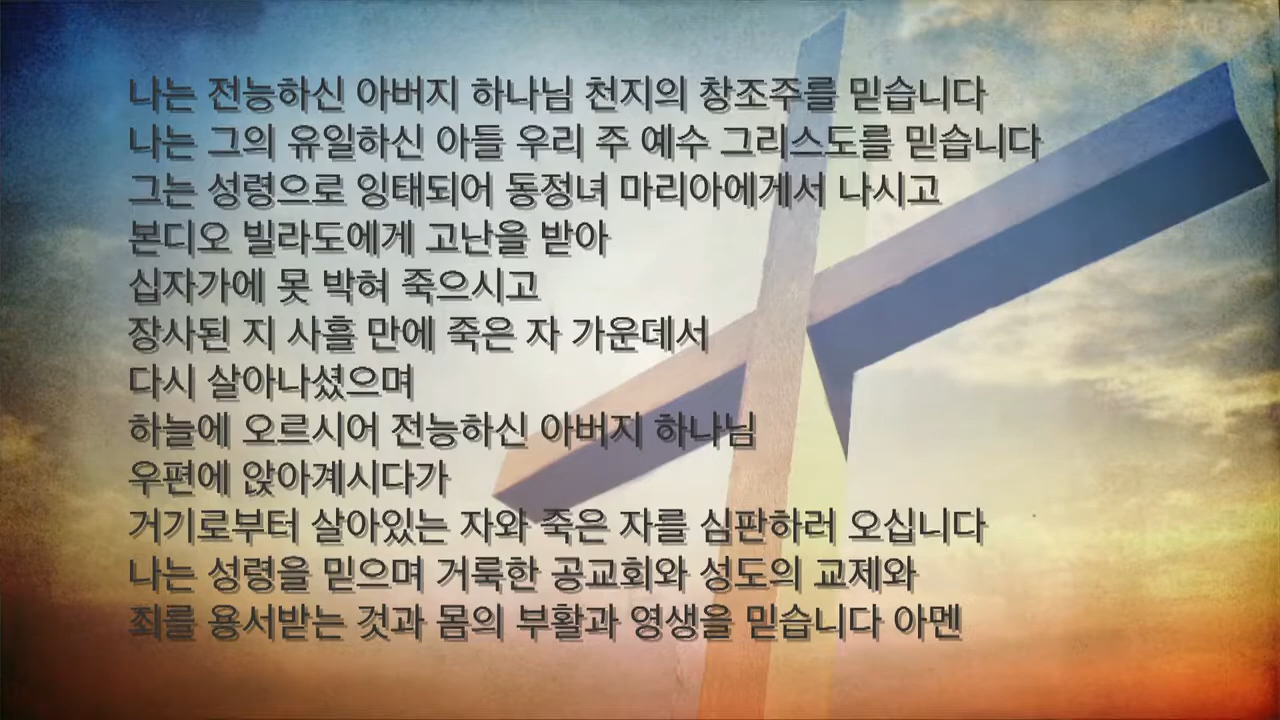 나는 전능하신 아버지 하나님 천지의 창조주를 믿습니다
나는 그의 유일하신 아들 우리 주 예수 그리스도를 믿습니다
그는 성령으로 잉태되어 동정녀 마리아에게서 나시고
본디오 빌라도에게 고난을 받아
십자가에 못 박혀 죽으시고
장사된 지 사흘 만에 죽은 자 가운데서
다시 살아나셨으며
하늘에 오르시어 전능하신 아버지 하나님
우편에 앉아계시다가
거기로부터 살아있는 자와 죽은 자를 심판하러 오십니다
나는 성령을 믿으며 거룩한 공교회와 성도의 교제와
죄를 용서받는 것과 몸의 부활과 영생을 믿습니다 아멘